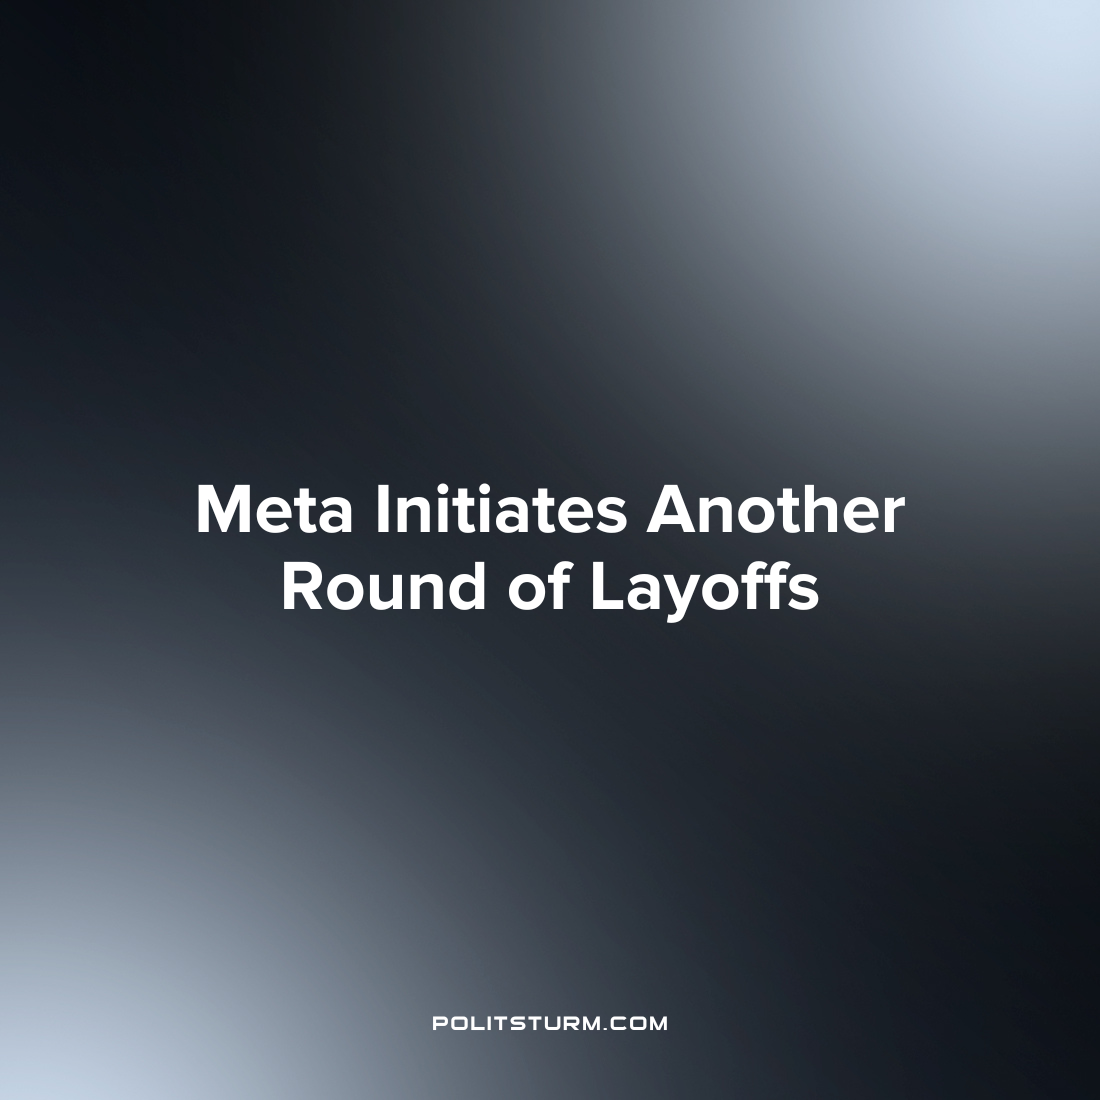 Meta Initiates Another
Round of Layoffs
POLITSTURM.COM